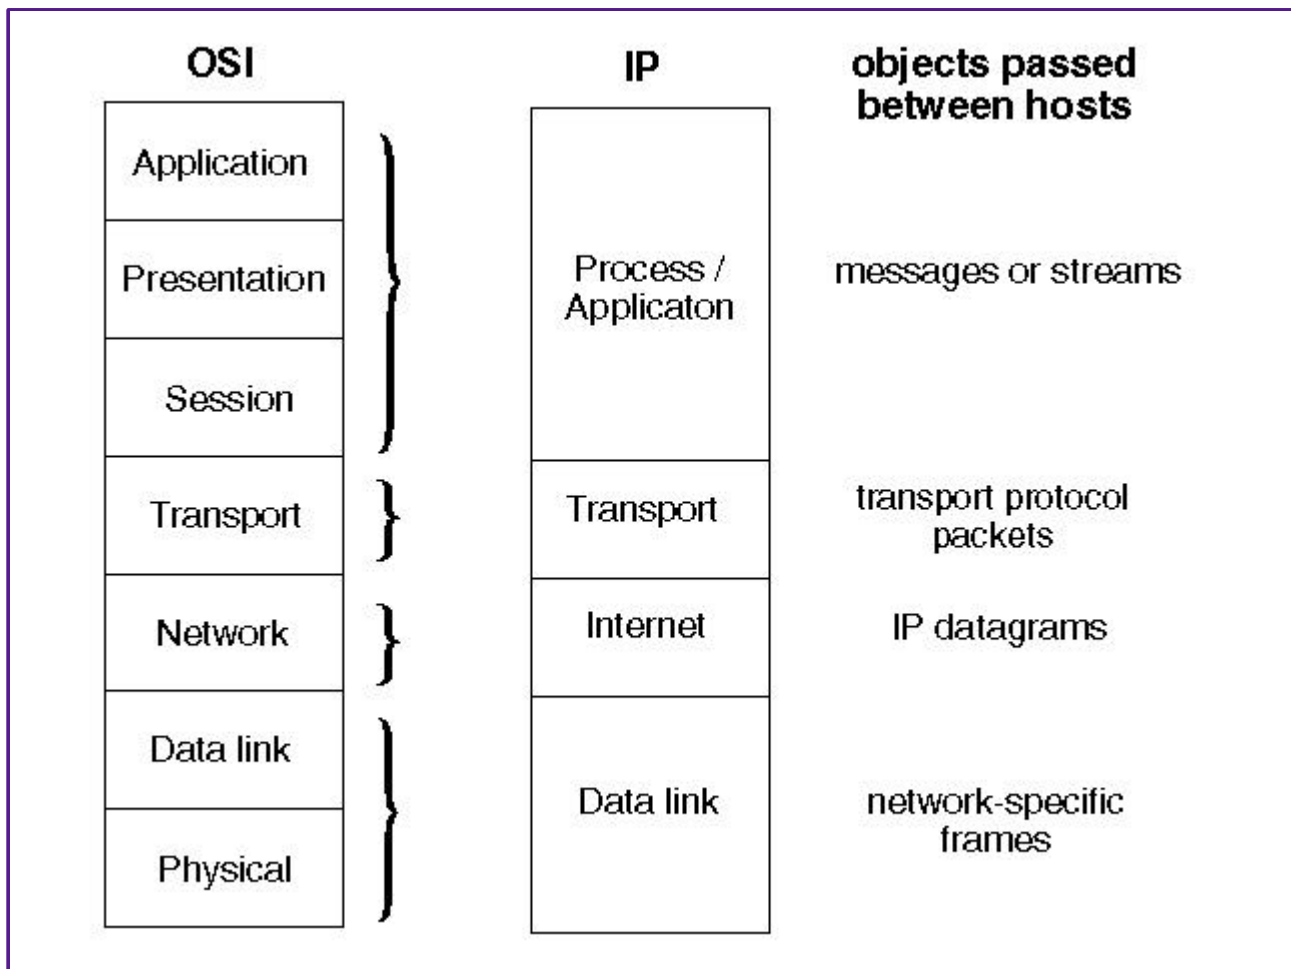 OSI
IP
objects passed
between hosts
Application
Presentation
Session
Transport
Network
Data link
Physical
Process /
Applicaton
Transport
Internet
Data link
messages or streams
transport protocol
packets
IP datagrams
network-specific
frames